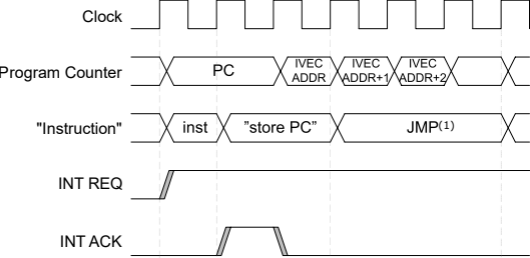 Clock
Program Counter
PC
IVEC
ADDR
IVEC
ADDR+1
IVEC
ADDR+2
"Instruction"
inst
”store PC”
JMP(1)
INT REQ
INT ACK